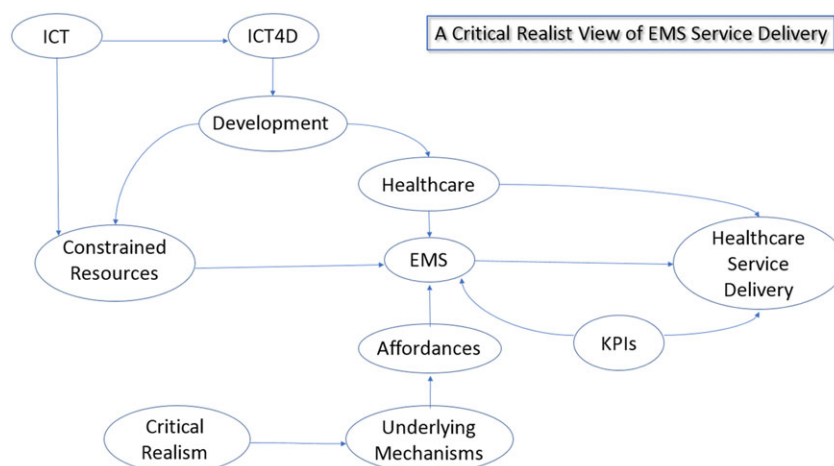 ICT
ICT4D
A Critical Realist View of EMS Service Delivery
Development
Healthcare
Constrained
Resources
EMS
Healthcare
Service
Delivery
Affordances
KPIs
Critical
Realism
Underlying
Mechanisms